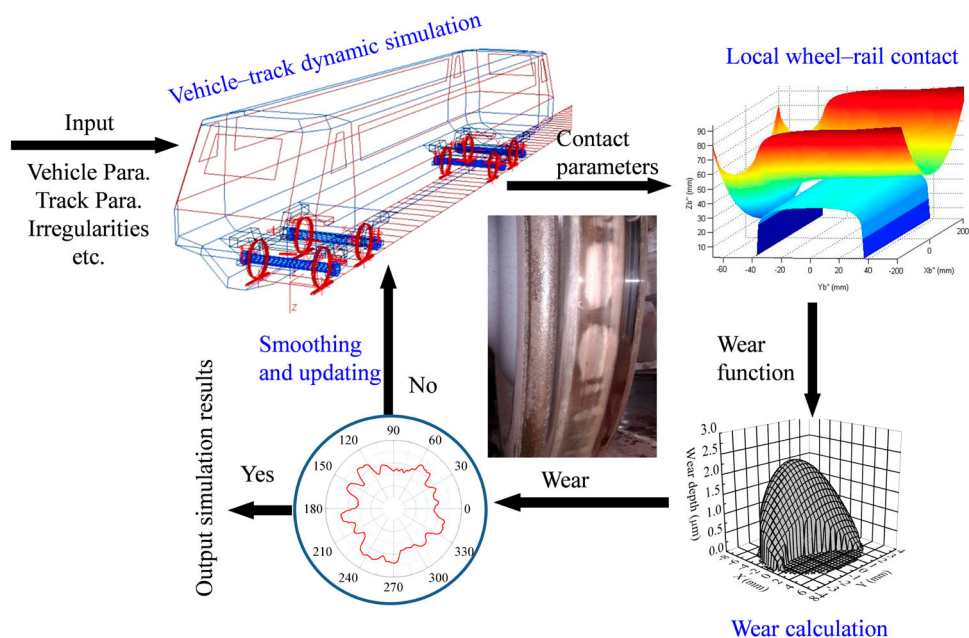 Vehicle–track dynamic simulation
Input
Vehicle Para.
Track Para.
Irregularities
etc.
Z
Contact
parameters
Local wheel–rail contact
90
80
70
60
50
40
30
20
10
Zb" (mm)
-60
-40
-20
0
20
40
60
Yb" (mm)
-200
0
200
Xb" (mm)
Wear
function
3.0
2.5
2.0
1.5
1.0
0.5
0.0
Wear depth (μm)
X (mm)
Y (mm)
Wear calculation
Wear
Smoothing
and updating
No
Yes
Output simulation results
90
60
30
0
330
300
270
240
210
180
150
120